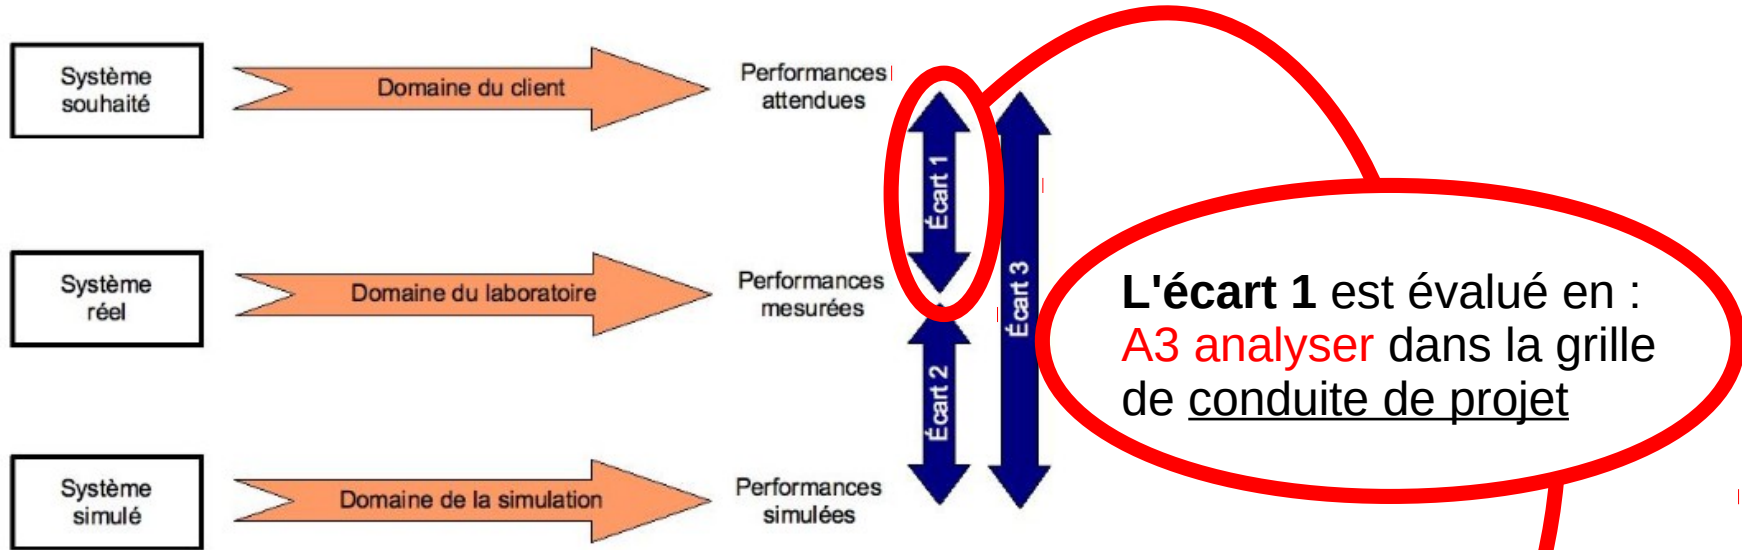 Système
souhaité
Domaine du client
Performances
attendues
Écart 1
Système
réel
Domaine du laboratoire
Performances
mesurées
Écart 3
L'écart 1 est évalué en :
A3 analyser dans la grille
de conduite de projet
Écart 2
Système
simulé
Domaine de la simulation
Performances
simulées